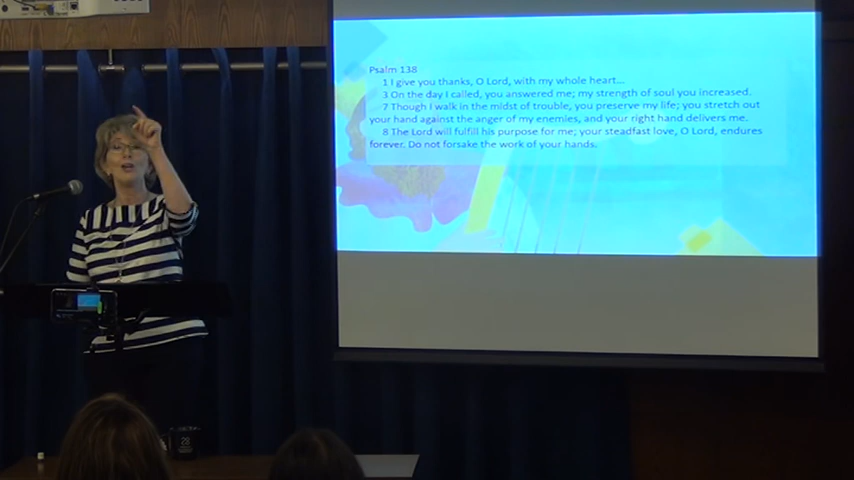 Psalm 138
1 I give you thanks, O Lord, with my whole heart...
3 On the day I called, you answered me; my strength of soul you increased.
7 Though I walk in the midst of trouble, you preserve my life; you stretch out
your hand against the anger of my enemies, and your right hand delivers me.
8 The Lord will fulfill his purpose for me; your steadfast love, O Lord, endures
forever. Do not forsake the work of your hands.